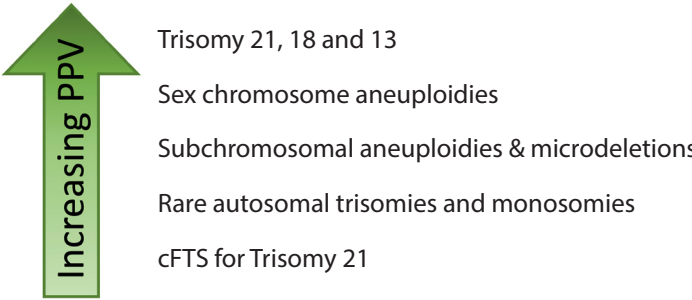 Increasing PPV
Trisomy 21, 18 and 13
Sex chromosome aneuploidies
Subchromosomal aneuploidies & microdeletions
Rare autosomal trisomies and monosomies
cFTS for Trisomy 21